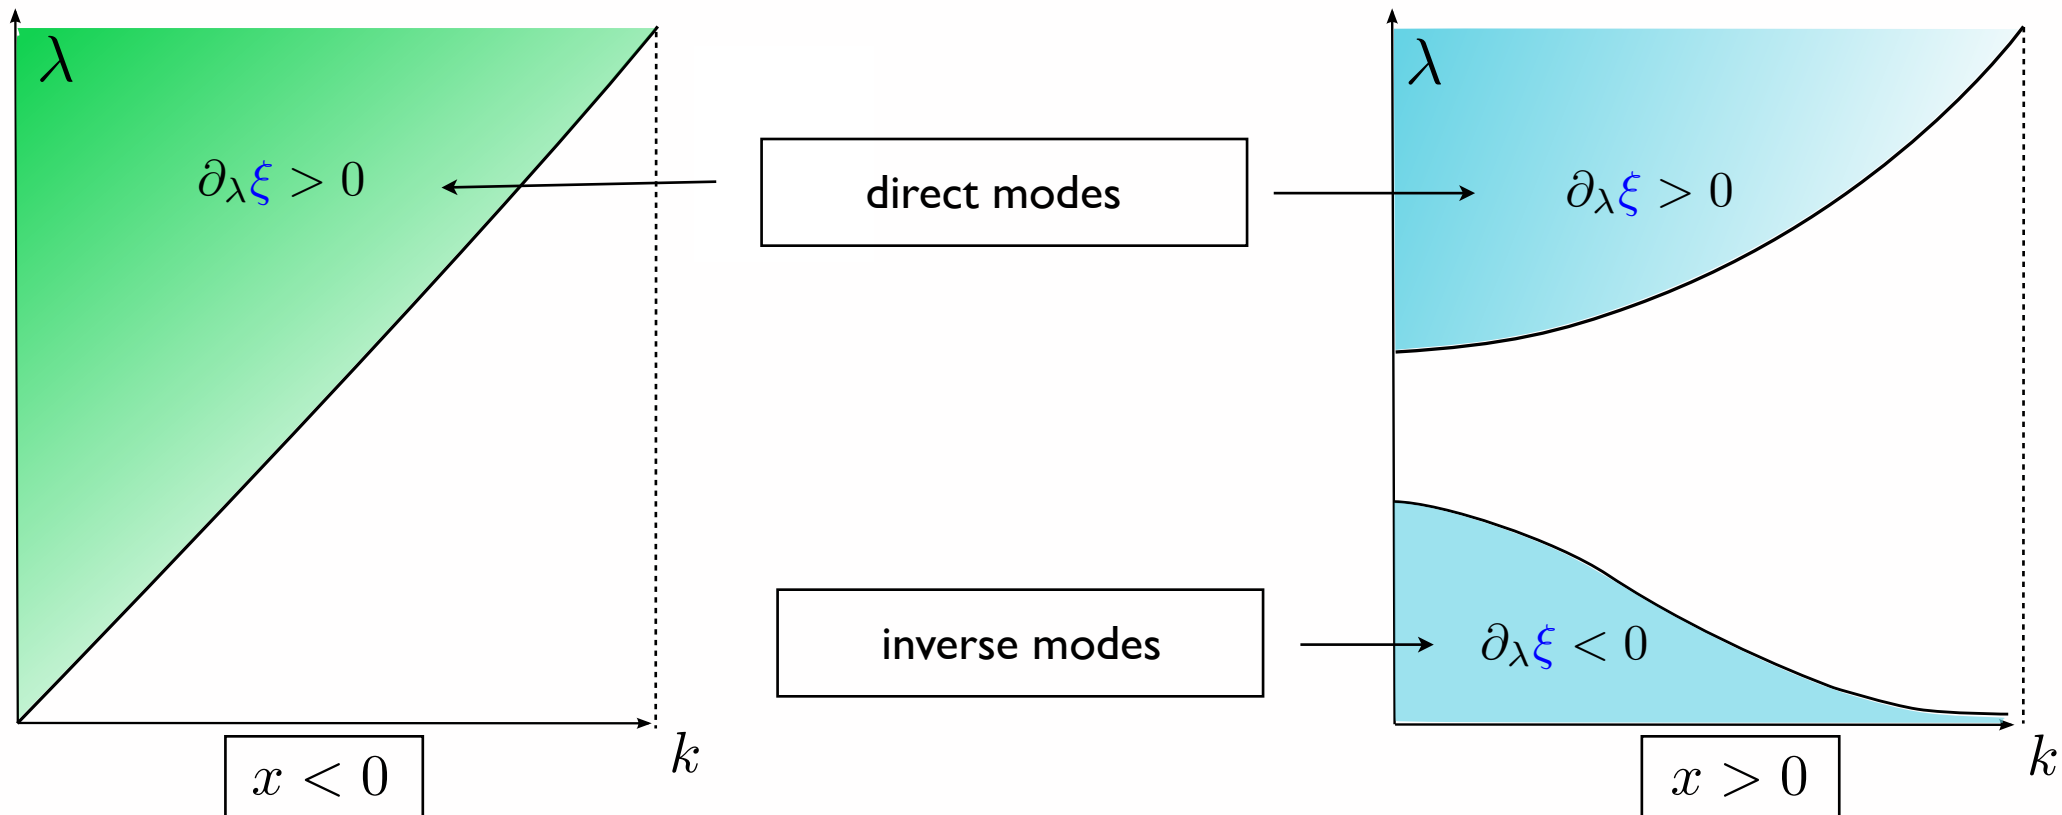 λ
∂λξ > 0
direct modes
λ
∂λξ > 0
inverse modes
∂λξ < 0
k
x < 0
k
x > 0